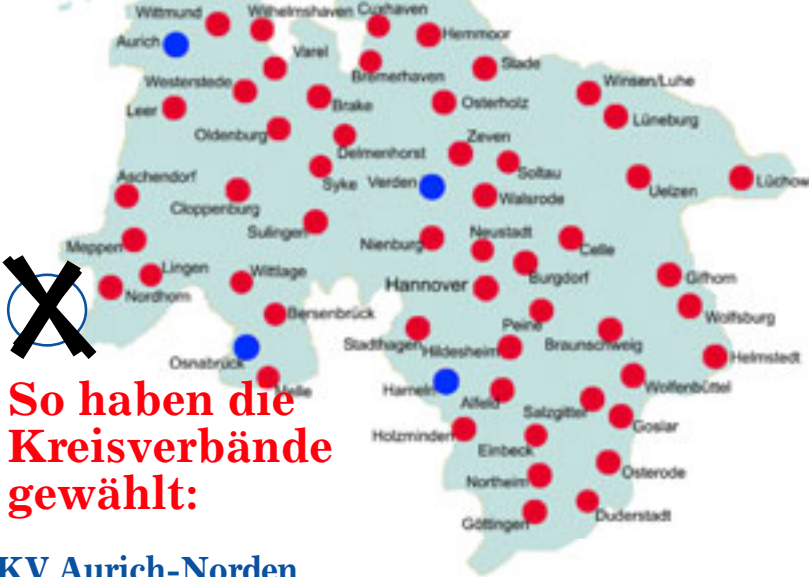 Wittmund
Wilhelmshaven
Cuxhaven
Hemmoor
Aurich
Varel
Stade
Westerstede
Bremerhaven
Winsen/Luhe
Leer
Brake
Osterholz
Lüneburg
Oldenburg
Delmenhorst
Zeven
Aschendorf
Syke
Verden
Soltau
Uelzen
Lüchow
Cloppenburg
Walsrode
Sulingen
Neustadt
Meppen
Nienburg
Celle
Lingen
Wittlage
Hannover
Burgdorf
Gifhorn
Nordhorn
Bersenbrück
Peine
Wolfsburg
Stadthagen
Hildesheim
Braunschweig
Helmstedt
Osnabrück
Melle
Hameln
Alfeld
Salzgitter
Wolfenbüttel
Holzminden
Einbeck
Goslar
Northeim
Osterode
Göttingen
Duderstadt
So haben die
Kreisverbände
gewählt:
KV Aurich-Norden